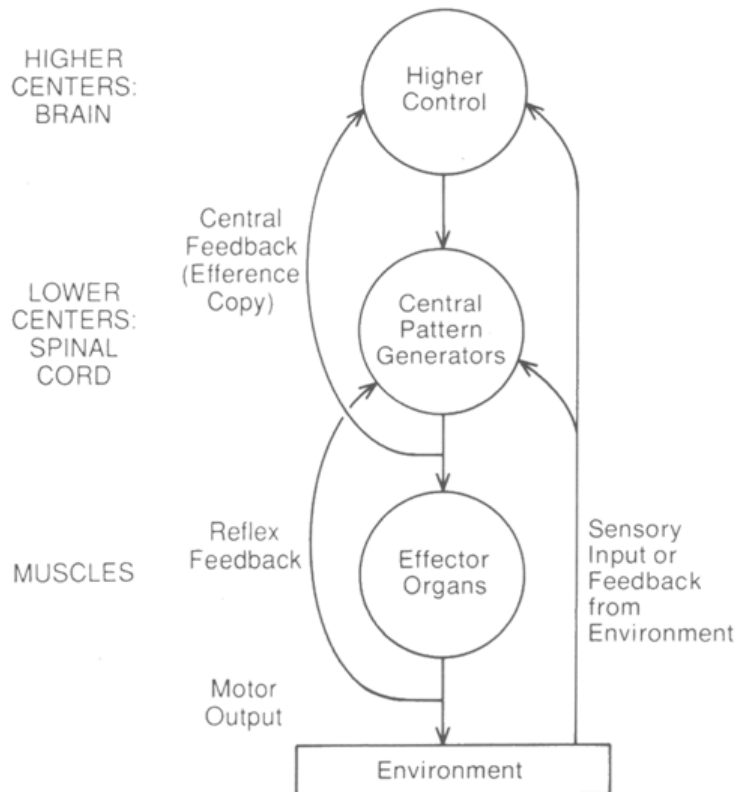 HIGHER
CENTERS:
BRAIN
Higher
Control
Central
Feedback
(Efference
Copy)
LOWER
CENTERS:
SPINAL
CORD
Central
Pattern
Generators
Reflex
Feedback
MUSCLES
Effector
Organs
Sensory
Input or
Feedback
from
Environment
Motor
Output
Environment